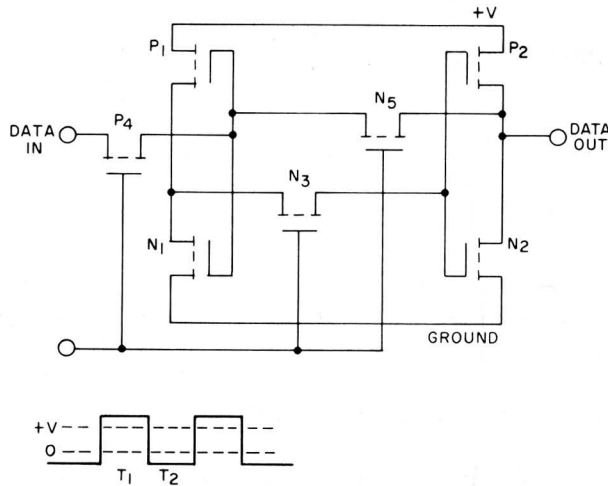 +V
P1
P2
N5
P4
DATA IN
DATA OUT
N3
N1
N2
GROUND
+V
0
T1 T2